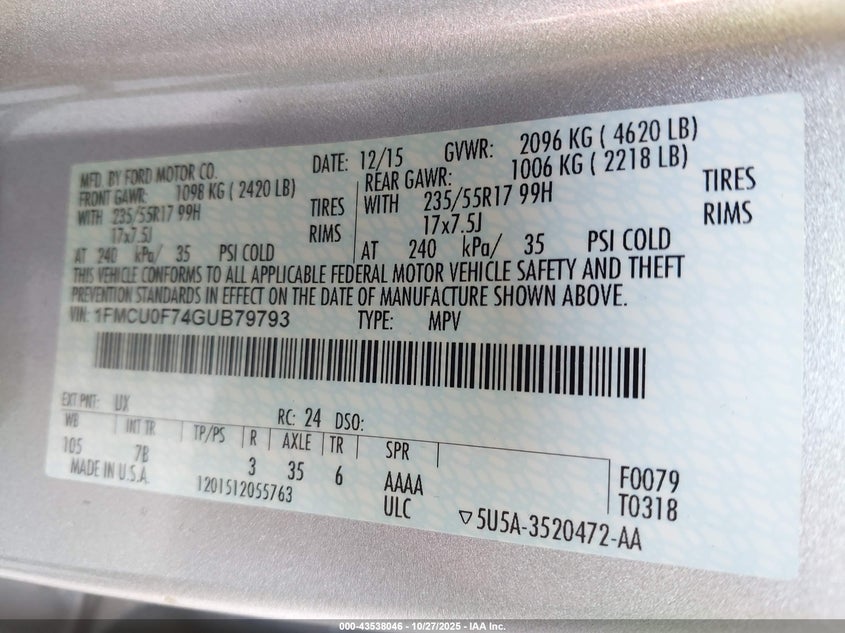 MFD. BY FORD MOTOR CO. DATE: 12/15 GVWR: 2096 KG ( 4620 LB)
FRONT GAWR: 1098 KG ( 2420 LB) REAR GAWR: 1006 KG ( 2218 LB)
WITH 235/55R17 99H TIRES WITH 235/55R17 99H TIRES
17x7.5J RIMS 17x7.5J RIMS
AT 240 kPa/ 35 PSI COLD AT 240 kPa/ 35 PSI COLD
THIS VEHICLE CONFORMS TO ALL APPLICABLE FEDERAL MOTOR VEHICLE SAFETY AND THEFT
PREVENTION STANDARDS IN EFFECT ON THE DATE OF MANUFACTURE SHOWN ABOVE.
VIN: 1FMCU0F74GUB79793 TYPE: MPV
EXT PNT: UX RC: 24 DSO:
WB INT TR TP/PS R AXLE TR SPR
105 7B 3 35 6 AAAA F0079
MADE IN U.S.A. 1201512055763 ULC T0318
▽5U5A-3520472-AA
000-43538046 - 10/27/2025 - IAA Inc.